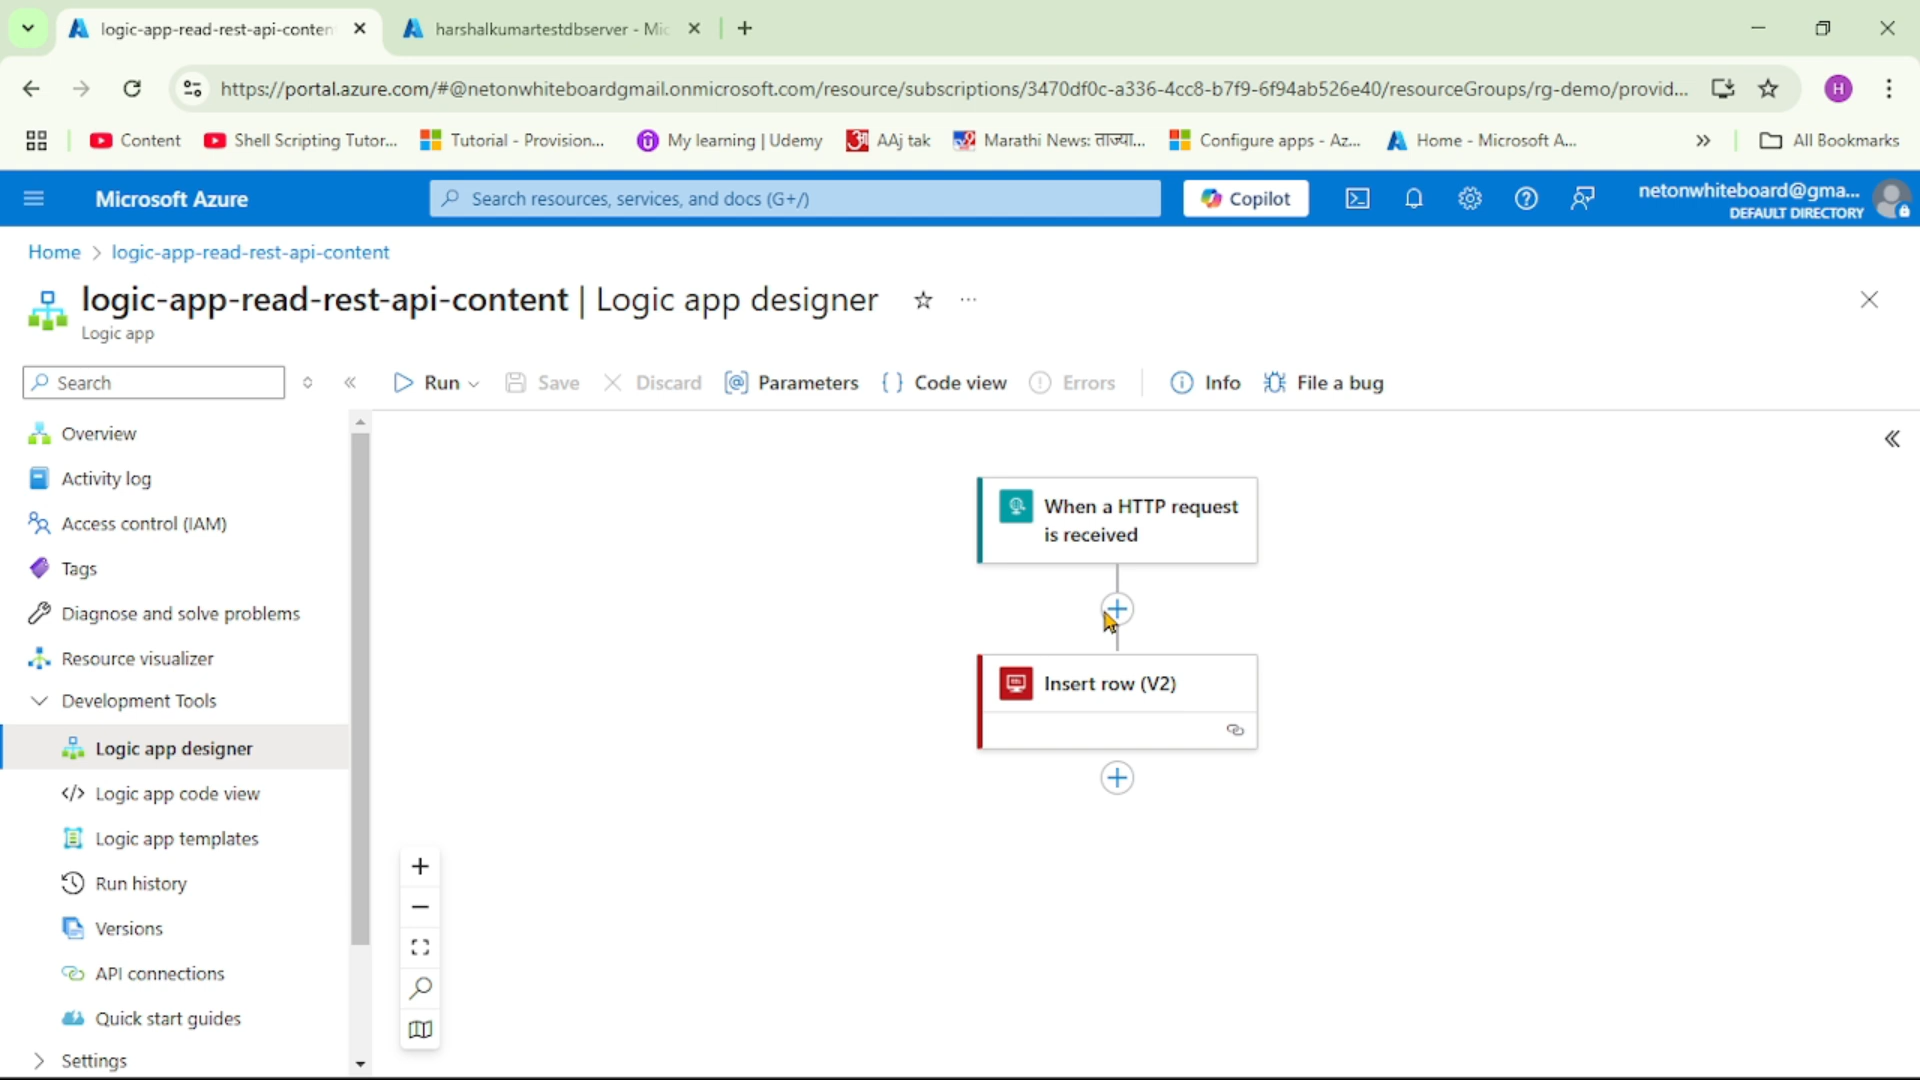 logic-app-read-rest-api-conten
harshalkumartestdbserver - Mic
https://portal.azure.com/#@netonwhiteboardgmail.onmicrosoft.com/resource/subscriptions/3470df0c-a336-4cc8-b7f9-6f94ab526e40/resourceGroups/rg-demo/provid...
H
Content
Shell Scripting Tutor...
Tutorial - Provision...
My learning | Udemy
AAj tak
Marathi News: ताज्या...
Configure apps - Az...
Home - Microsoft A...
All Bookmarks
Microsoft Azure
Search resources, services, and docs (G+/)
Copilot
netonwhiteboard@gma...
DEFAULT DIRECTORY
Home > logic-app-read-rest-api-content
logic-app-read-rest-api-content | Logic app designer
Logic app
Search
Run
Save
Discard
Parameters
Code view
Errors
Info
File a bug
Overview
Activity log
Access control (IAM)
Tags
Diagnose and solve problems
Resource visualizer
Development Tools
Logic app designer
Logic app code view
Logic app templates
Run history
Versions
API connections
Quick start guides
Settings
When a HTTP request
is received
Insert row (V2)